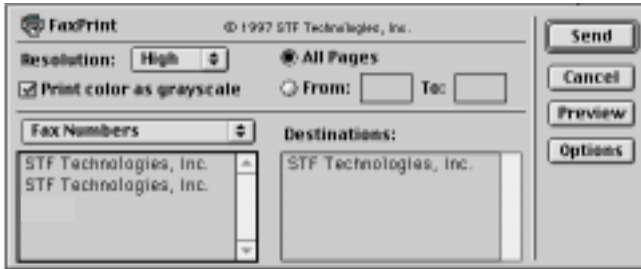 FaxPrint © 1997 STF Technologies, Inc.
Resolution: High
Print color as grayscale
All Pages
From: To:
Fax Numbers
STF Technologies, Inc.
STF Technologies, Inc.
Destinations:
STF Technologies, Inc.
Send
Cancel
Preview
Options